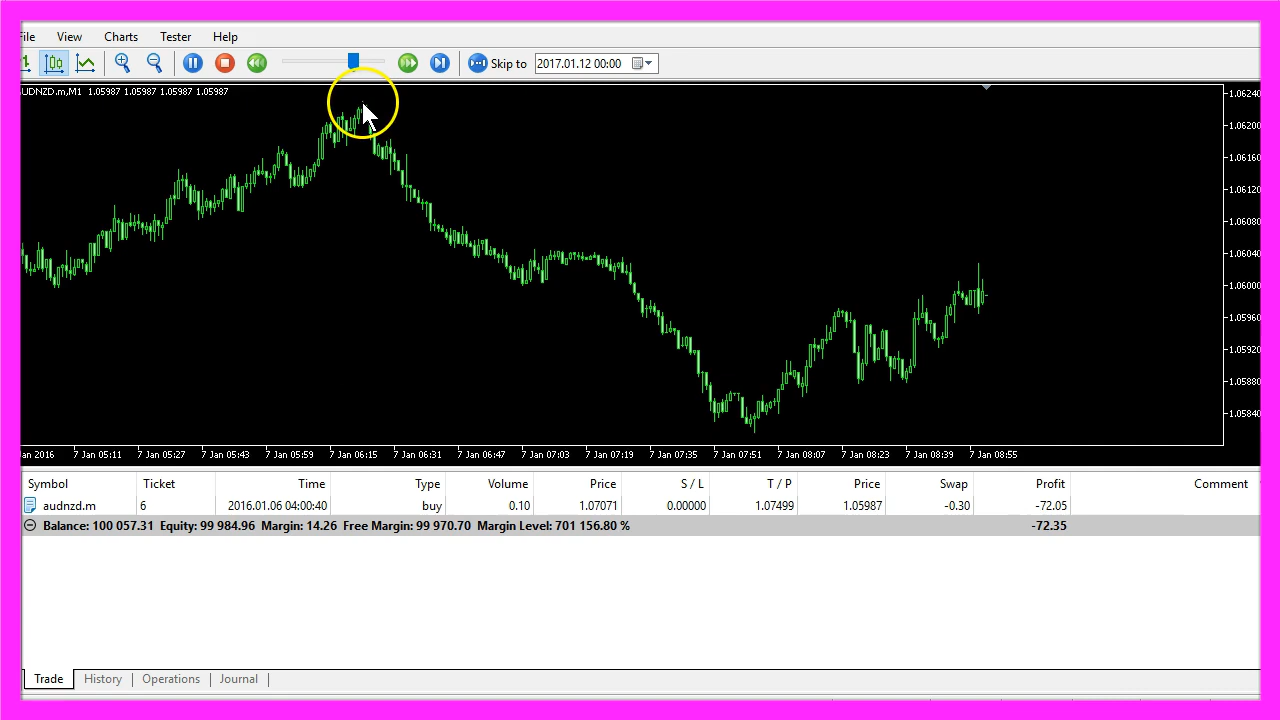 File View Charts Tester Help
Skip to 2017.01.12 00:00
UDNZD.m,M1 1.05987 1.05987 1.05987 1.05987
1.06240
1.06200
1.06160
1.06120
1.06080
1.06040
1.06000
1.05960
1.05920
1.05880
1.05840
an 2016 7 Jan 05:11 7 Jan 05:27 7 Jan 05:43 7 Jan 05:59 7 Jan 06:15 7 Jan 06:31 7 Jan 06:47 7 Jan 07:03 7 Jan 07:19 7 Jan 07:35 7 Jan 07:51 7 Jan 08:07 7 Jan 08:23 7 Jan 08:39 7 Jan 08:55
Symbol Ticket Time Type Volume Price S / L T / P Price Swap Profit Comment
audnzd.m 6 2016.01.06 04:00:40 buy 0.10 1.07071 0.00000 1.07499 1.05987 -0.30 -72.05
Balance: 100 057.31 Equity: 99 984.96 Margin: 14.26 Free Margin: 99 970.70 Margin Level: 701 156.80 % -72.35
Trade History Operations Journal